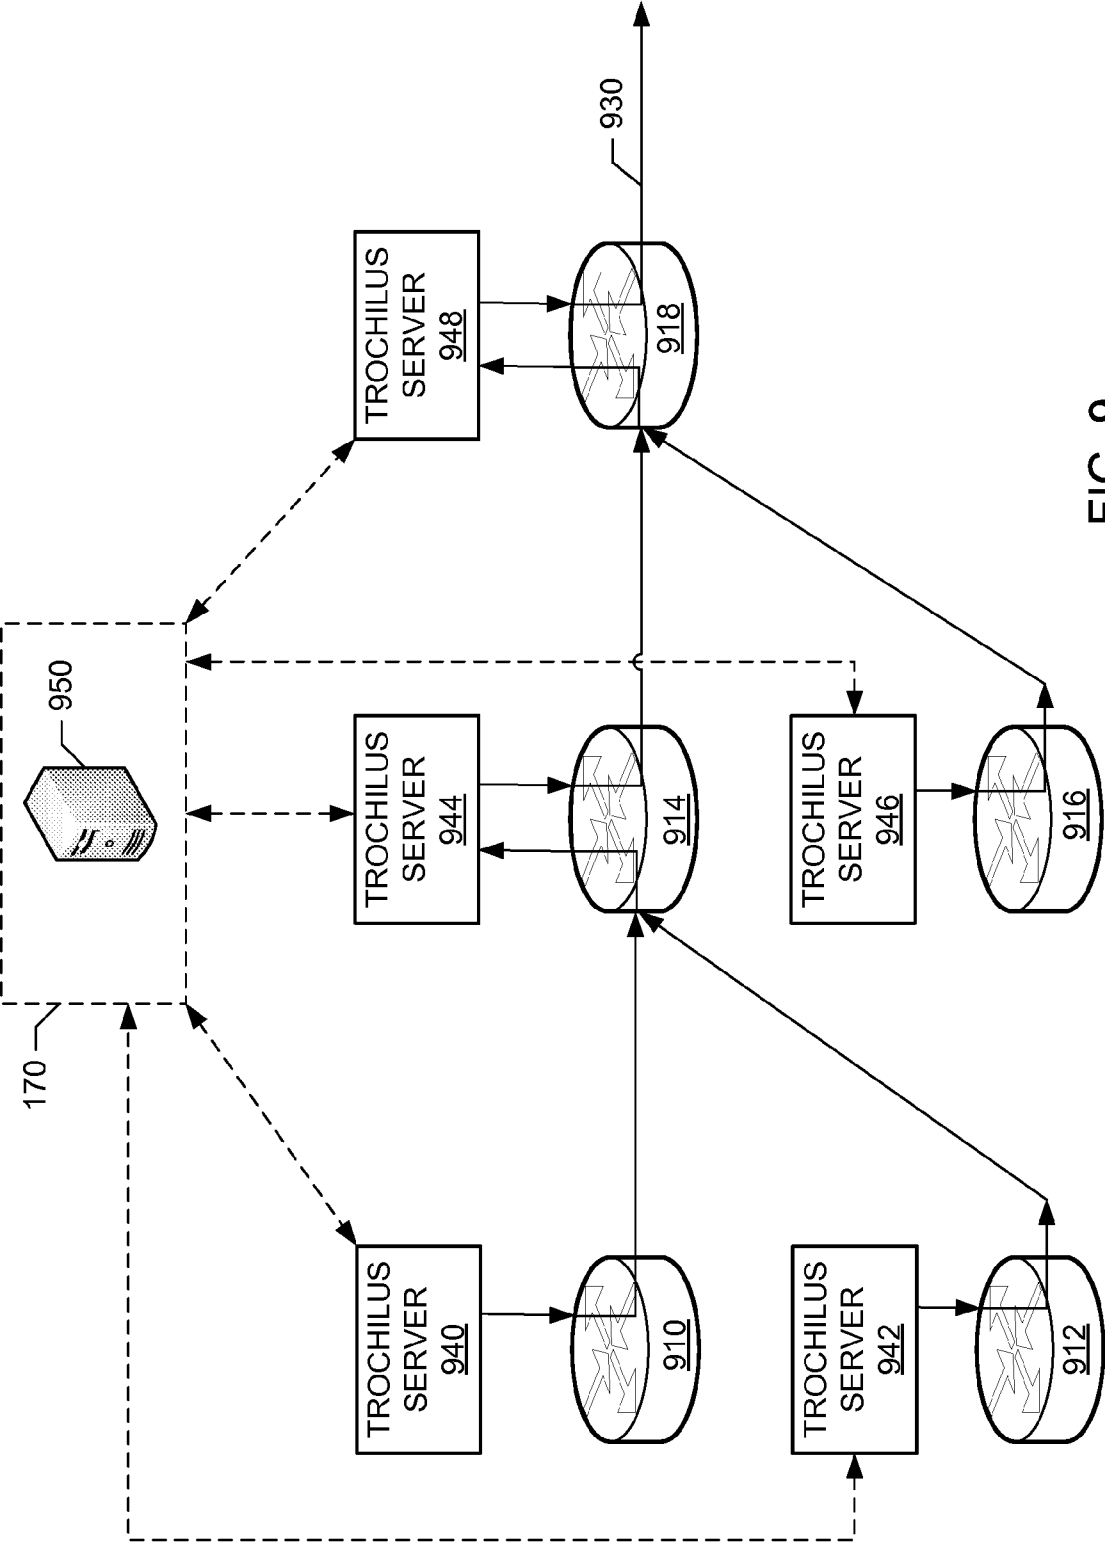 170
950
TROCHILUS
SERVER
940
TROCHILUS
SERVER
944
TROCHILUS
SERVER
948
930
910
914
918
TROCHILUS
SERVER
942
TROCHILUS
SERVER
946
912
916
FIG.